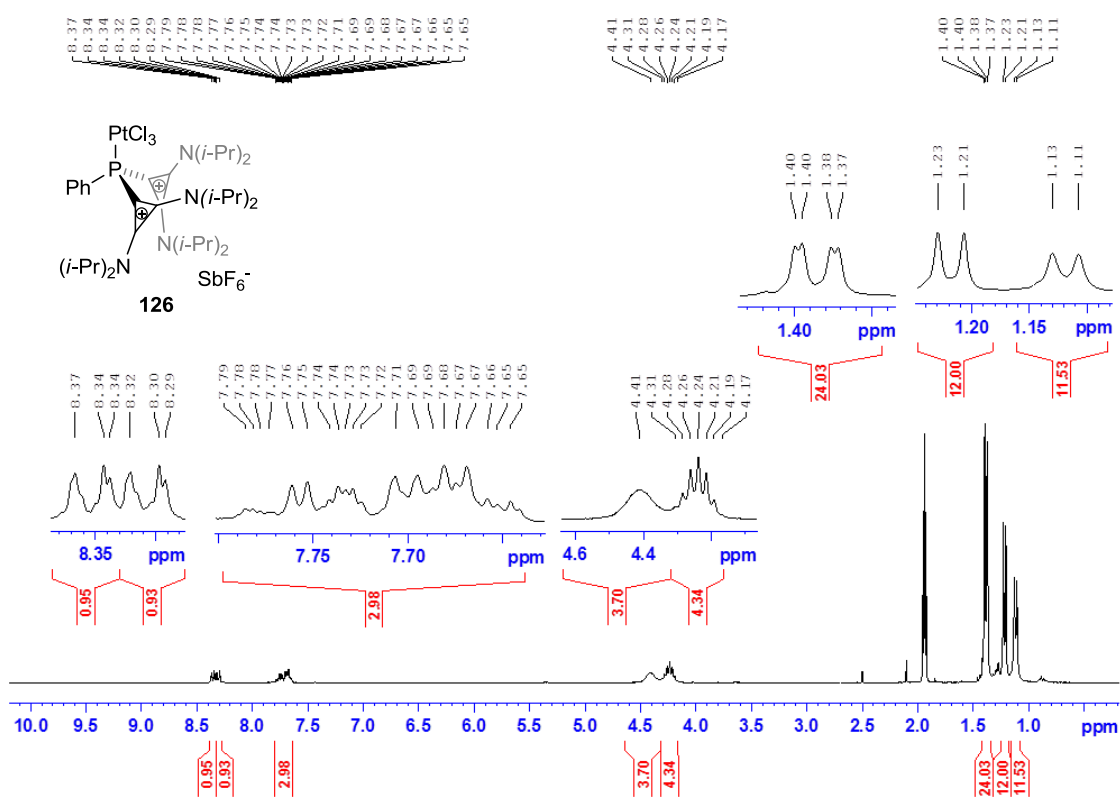 8.37 8.34 8.34 8.32 8.30 8.29 7.79 7.78 7.78 7.77 7.76 7.75 7.74 7.74 7.73 7.73 7.72 7.71 7.69 7.69 7.68 7.67 7.67 7.66 7.65 7.65
4.41 4.31 4.28 4.26 4.24 4.21 4.19 4.17
1.40 1.40 1.38 1.37 1.23 1.21 1.13 1.11
PtCl3
N(i-Pr)2
P
Ph
N(i-Pr)2
N(i-Pr)2
(i-Pr)2N
SbF6-
126
1.40 1.40 1.38 1.37
1.23 1.21
1.13 1.11
1.40 ppm
1.20 1.15 ppm
24.03
12.00
11.53
8.37 8.34 8.34 8.32 8.30 8.29
7.79 7.78 7.78 7.77 7.76 7.75 7.74 7.74 7.73 7.73 7.72 7.71 7.69 7.69 7.68 7.67 7.67 7.66 7.65 7.65
4.41 4.31 4.28 4.26 4.24 4.21 4.19 4.17
8.35 ppm
7.75 7.70 ppm
4.6 4.4 ppm
0.95 0.93
2.98
3.70 4.34
10.0 9.5 9.0 8.5 8.0 7.5 7.0 6.5 6.0 5.5 5.0 4.5 4.0 3.5 3.0 2.5 2.0 1.5 1.0 ppm
0.95 0.93 2.98 3.70 4.34 24.03 12.00 11.53